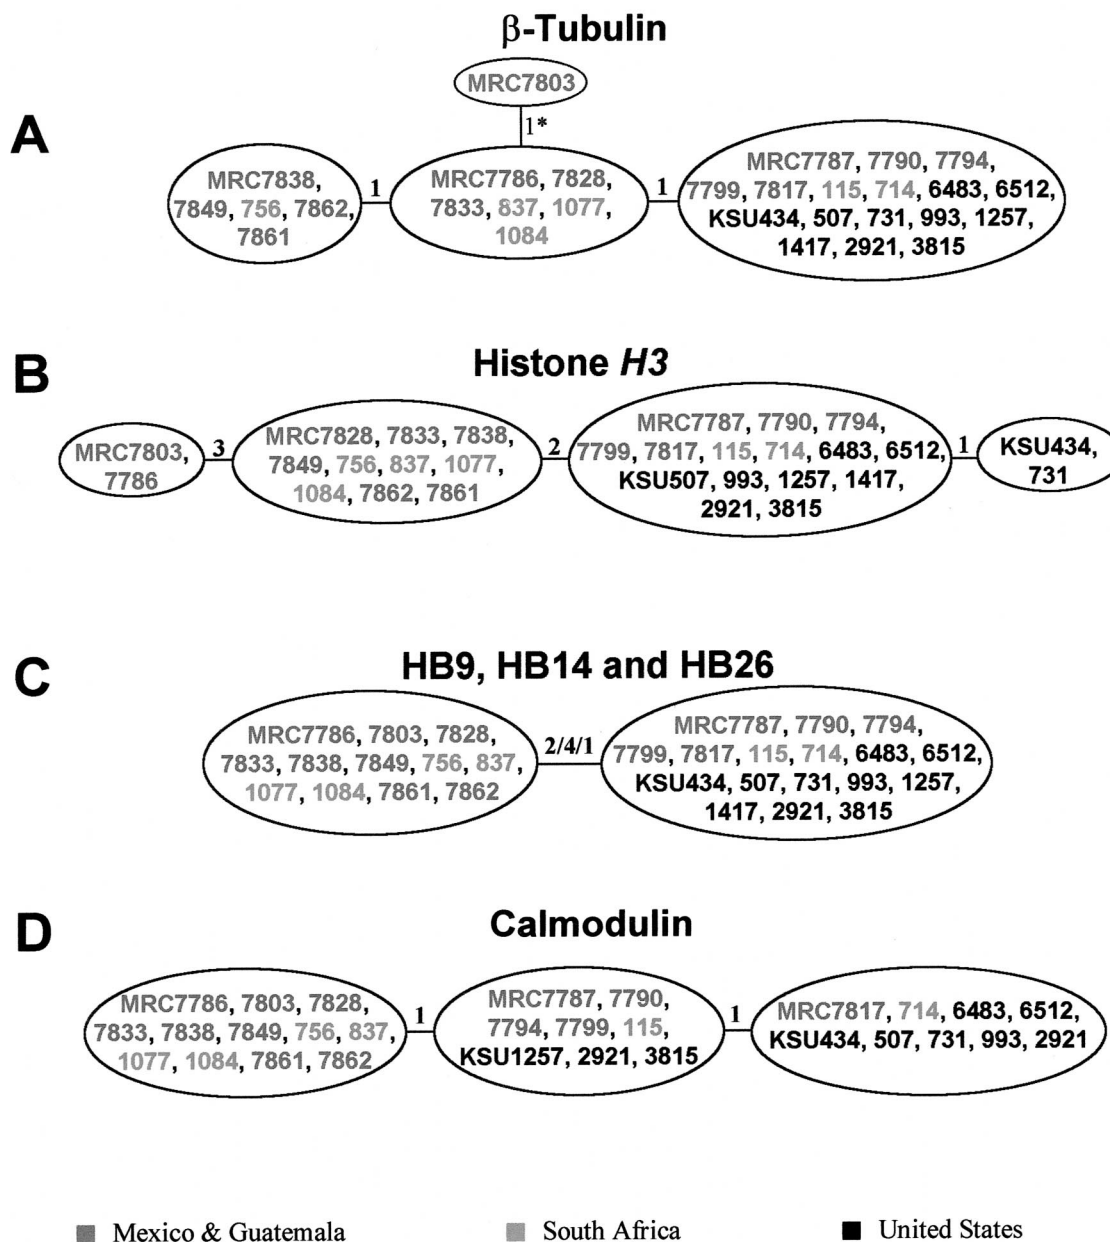 β-Tubulin
MRC7803
A
1*
MRC7838,
7849, 756, 7862,
7861
1
MRC7786, 7828,
7833, 837, 1077,
1084
1
MRC7787, 7790, 7794,
7799, 7817, 115, 714, 6483, 6512,
KSU434, 507, 731, 993, 1257,
1417, 2921, 3815
B
Histone H3
MRC7803,
7786
3
MRC7828, 7833, 7838,
7849, 756, 837, 1077,
1084, 7862, 7861
2
MRC7787, 7790, 7794,
7799, 7817, 115, 714, 6483, 6512,
KSU507, 993, 1257, 1417,
2921, 3815
1
KSU434,
731
C
HB9, HB14 and HB26
MRC7786, 7803, 7828,
7833, 7838, 7849, 756, 837,
1077, 1084, 7861, 7862
2/4/1
MRC7787, 7790, 7794,
7799, 7817, 115, 714, 6483, 6512,
KSU434, 507, 731, 993, 1257,
1417, 2921, 3815
D
Calmodulin
MRC7786, 7803, 7828,
7833, 7838, 7849, 756, 837,
1077, 1084, 7861, 7862
1
MRC7787, 7790,
7794, 7799, 115,
KSU1257, 2921, 3815
1
MRC7817, 714, 6483, 6512,
KSU434, 507, 731, 993, 2921
Mexico & Guatemala
South Africa
United States